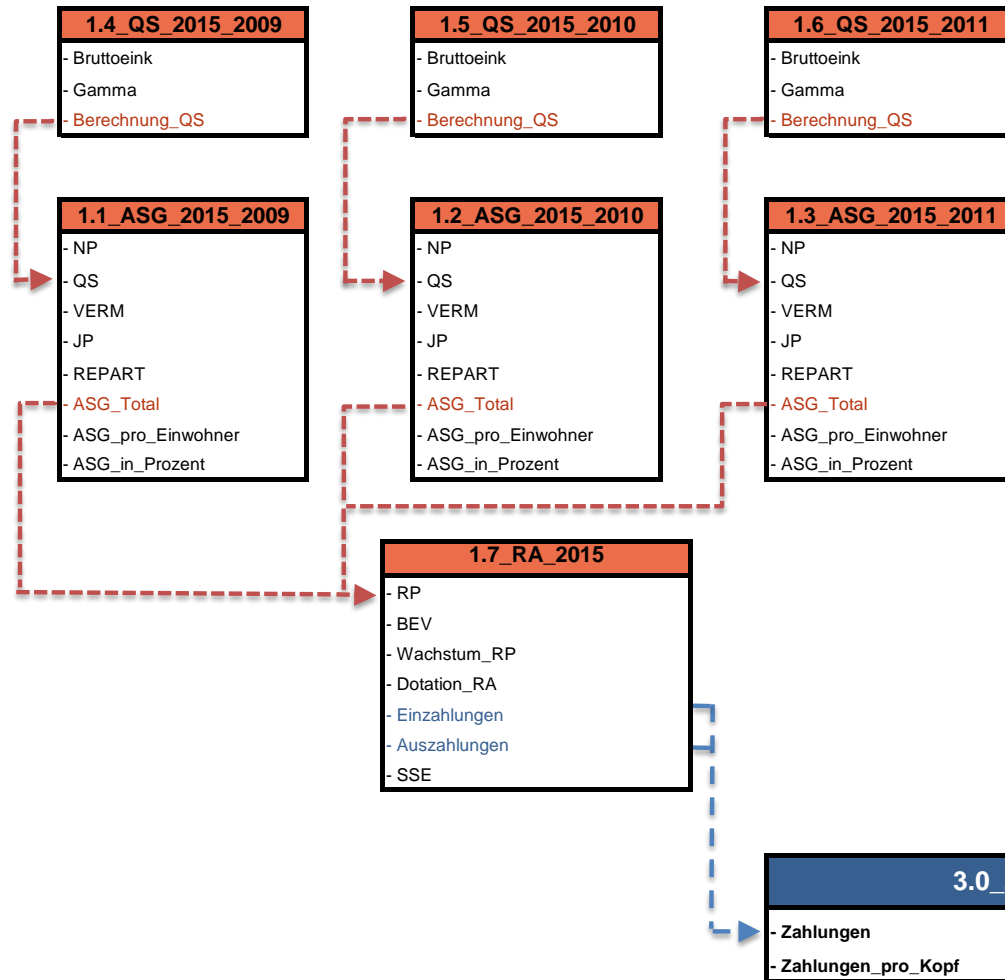 1.4_QS_2015_2009
- Bruttoeink
- Gamma
- Berechnung_QS
1.5_QS_2015_2010
- Bruttoeink
- Gamma
- Berechnung_QS
1.6_QS_2015_2011
- Bruttoeink
- Gamma
- Berechnung_QS
1.1_ASG_2015_2009
- NP
- QS
- VERM
- JP
- REPART
- ASG_Total
- ASG_pro_Einwohner
- ASG_in_Prozent
1.2_ASG_2015_2010
- NP
- QS
- VERM
- JP
- REPART
- ASG_Total
- ASG_pro_Einwohner
- ASG_in_Prozent
1.3_ASG_2015_2011
- NP
- QS
- VERM
- JP
- REPART
- ASG_Total
- ASG_pro_Einwohner
- ASG_in_Prozent
1.7_RA_2015
- RP
- BEV
- Wachstum_RP
- Dotation_RA
- Einzahlungen
- Auszahlungen
- SSE
3.0_
- Zahlungen
- Zahlungen_pro_Kopf